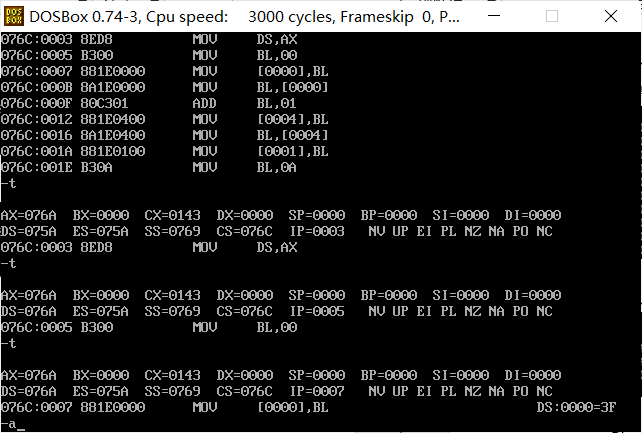 DOS BOX DOSBox 0.74-3, Cpu speed: 3000 cycles, Frameskip 0, P...
076C:0003 8ED8 MOV DS,AX
076C:0005 B300 MOV BL,00
076C:0007 881E0000 MOV [0000],BL
076C:000B 8A1E0000 MOV BL,[0000]
076C:000F 80C301 ADD BL,01
076C:0012 881E0400 MOV [0004],BL
076C:0016 8A1E0400 MOV BL,[0004]
076C:001A 881E0100 MOV [0001],BL
076C:001E B30A MOV BL,0A
-t
AX=076A BX=0000 CX=0143 DX=0000 SP=0000 BP=0000 SI=0000 DI=0000
DS=075A ES=075A SS=0769 CS=076C IP=0003 NV UP EI PL NZ NA PO NC
076C:0003 8ED8 MOV DS,AX
-t
AX=076A BX=0000 CX=0143 DX=0000 SP=0000 BP=0000 SI=0000 DI=0000
DS=076A ES=075A SS=0769 CS=076C IP=0005 NV UP EI PL NZ NA PO NC
076C:0005 B300 MOV BL,00
-t
AX=076A BX=0000 CX=0143 DX=0000 SP=0000 BP=0000 SI=0000 DI=0000
DS=076A ES=075A SS=0769 CS=076C IP=0007 NV UP EI PL NZ NA PO NC
076C:0007 881E0000 MOV [0000],BL DS:0000=3F
-a_